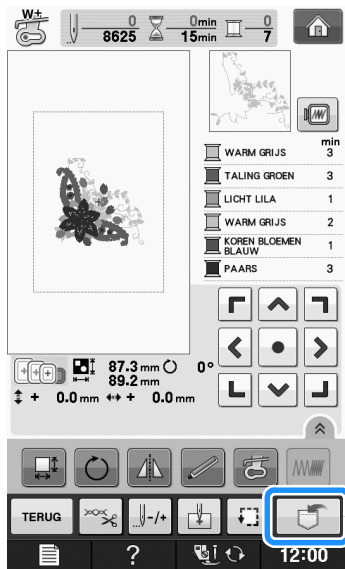 W+
0 0min 0
8625 15min 7
min
WARM GRIJS 3
TALING GROEN 3
LICHT LILA 1
WARM GRIJS 2
KOREN BLOEMEN
BLAUW 1
PAARS 3
87.3 mm 0°
89.2 mm
+ 0.0 mm + 0.0 mm
TERUG -/+
? 12:00